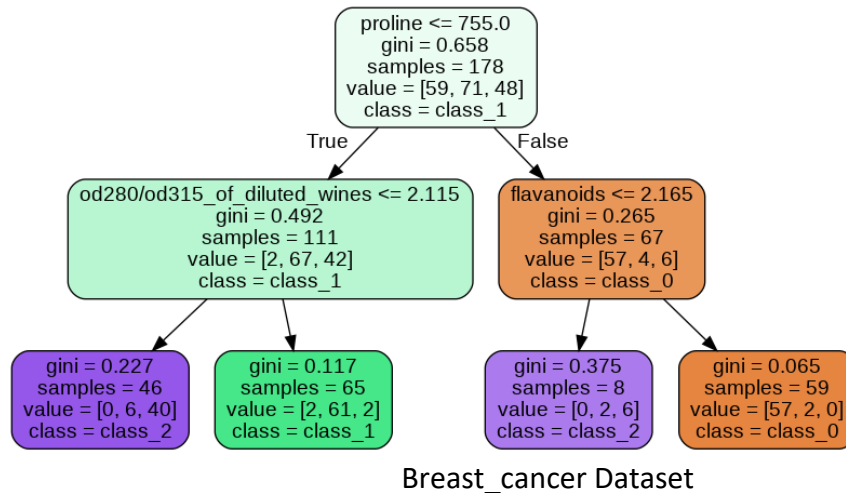 proline <= 755.0
gini = 0.658
samples = 178
value = [59, 71, 48]
class = class_1
True
False
od280/od315_of_diluted_wines <= 2.115
gini = 0.492
samples = 111
value = [2, 67, 42]
class = class_1
flavanoids <= 2.165
gini = 0.265
samples = 67
value = [57, 4, 6]
class = class_0
gini = 0.227
samples = 46
value = [0, 6, 40]
class = class_2
gini = 0.117
samples = 65
value = [2, 61, 2]
class = class_1
gini = 0.375
samples = 8
value = [0, 2, 6]
class = class_2
gini = 0.065
samples = 59
value = [57, 2, 0]
class = class_0
Breast_cancer Dataset